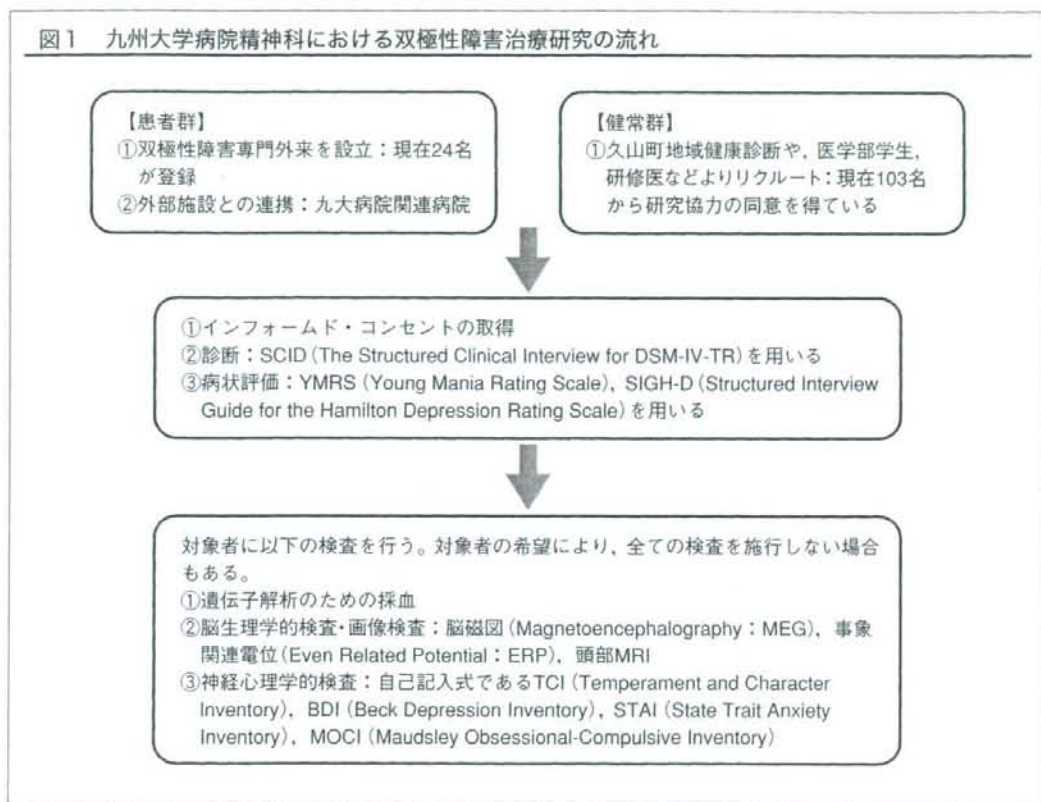 図1 九州大学病院精神科における双極性障害治療研究の流れ
【患者群】
①双極性障害専門外来を設立：現在24名
が登録
②外部施設との連携：九大病院関連病院
【健常群】
①久山町地域健康診断や，医学部学生，
研修医などよりリクルート：現在103名
から研究協力の同意を得ている
①インフォームド・コンセントの取得
②診断：SCID（The Structured Clinical Interview for DSM-IV-TR）を用いる
③病状評価：YMRS（Young Mania Rating Scale），SIGH-D（Structured Interview
Guide for the Hamilton Depression Rating Scale）を用いる
対象者に以下の検査を行う。対象者の希望により，全ての検査を施行しない場合
もある。
①遺伝子解析のための採血
②脳生理学的検査・画像検査：脳磁図（Magnetoencephalography：MEG），事象
関連電位（Even Related Potential：ERP），頭部MRI
③神経心理学的検査：自己記入式であるTCI（Temperament and Character
Inventory），BDI（Beck Depression Inventory），STAI（State Trait Anxiety
Inventory），MOCI（Maudsley Obsessional-Compulsive Inventory）